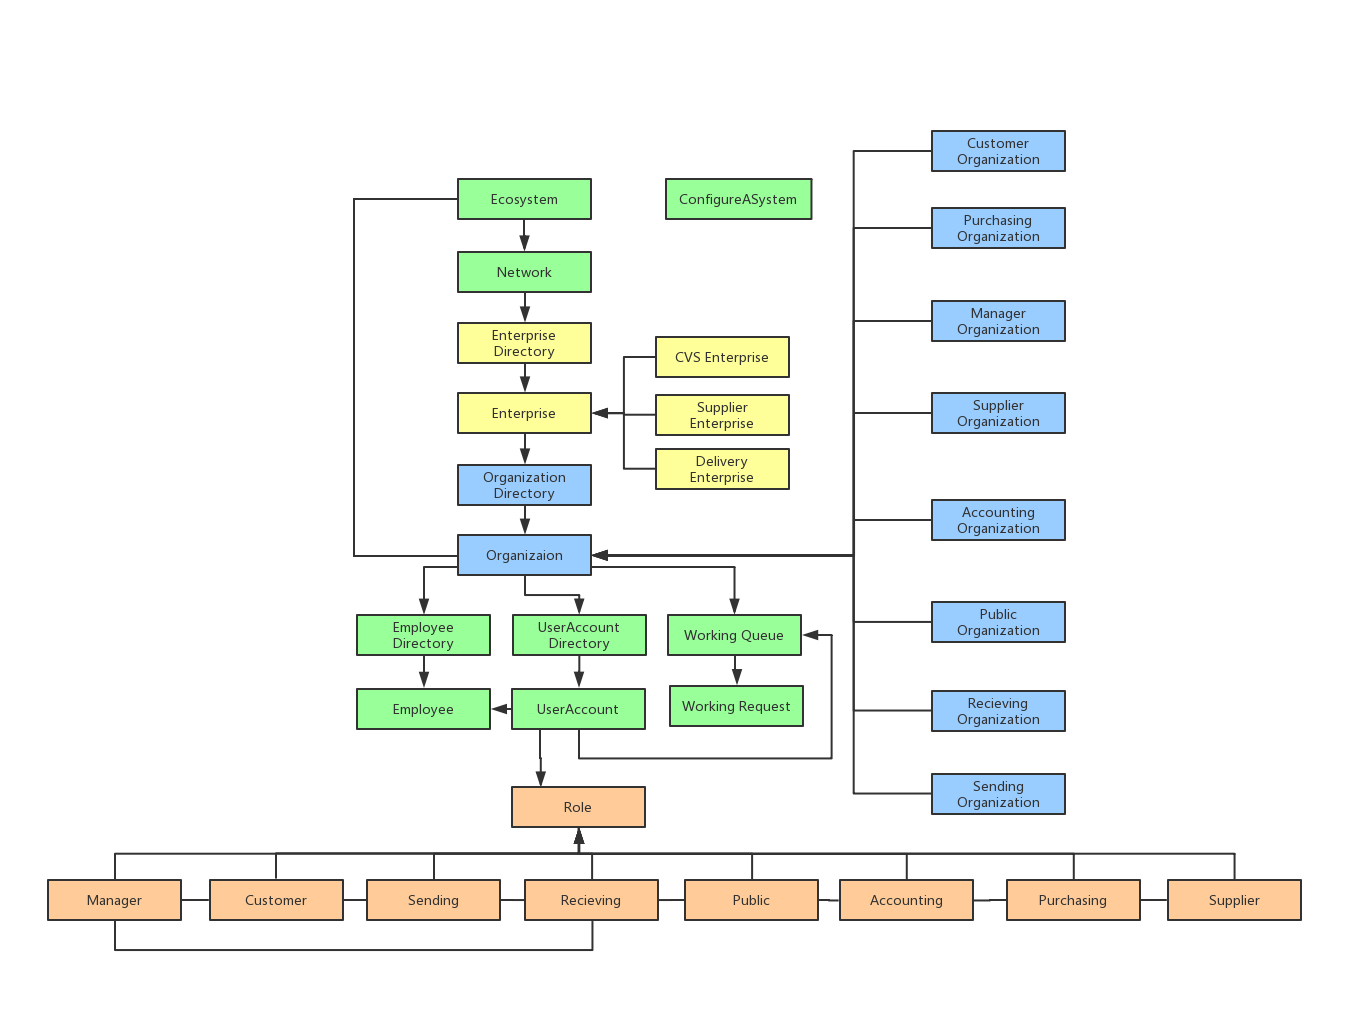 Customer
Organization
Ecosystem
ConfigureASystem
Purchasing
Organization
Network
Manager
Organization
Enterprise
Directory
CVS Enterprise
Enterprise
Supplier
Enterprise
Supplier
Organization
Delivery
Enterprise
Organization
Directory
Accounting
Organization
Organizaion
Employee
Directory
UserAccount
Directory
Working Queue
Public
Organization
Employee
UserAccount
Working Request
Recieving
Organization
Sending
Organization
Role
Manager
Customer
Sending
Recieving
Public
Accounting
Purchasing
Supplier